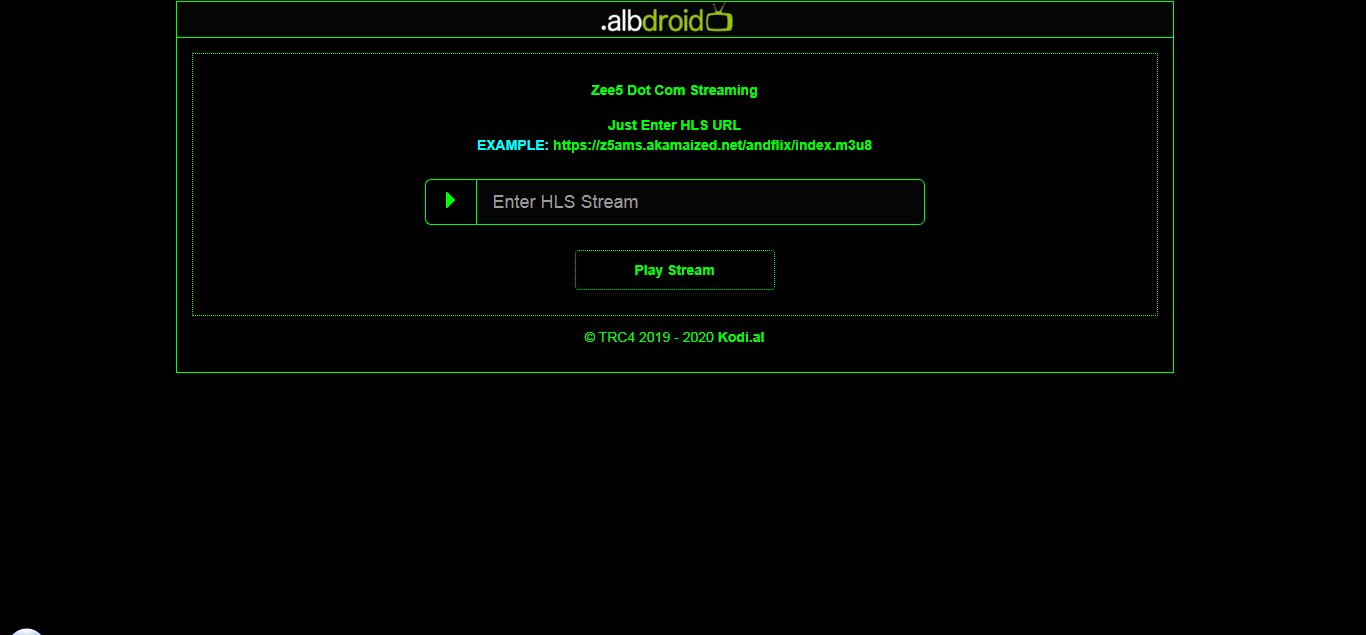 .albdroid
Zee5 Dot Com Streaming
Just Enter HLS URL
EXAMPLE: https://z5ams.akamaized.net/andflix/index.m3u8
Enter HLS Stream
Play Stream
© TRC4 2019 - 2020 Kodi.al